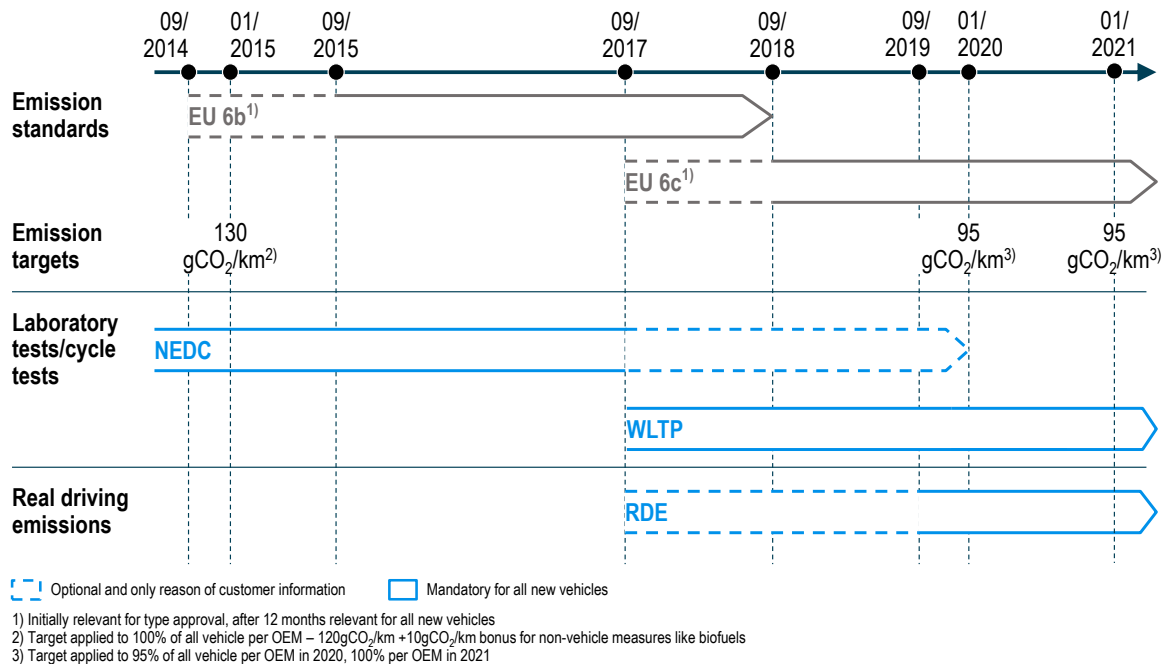 09/
2014
01/
2015
09/
2015
09/
2017
09/
2018
09/
2019
01/
2020
01/
2021
Emission
standards
EU 6b1)
EU 6c1)
Emission
targets
130
gCO2/km2)
95
gCO2/km3)
95
gCO2/km3)
Laboratory
tests/cycle
tests
NEDC
WLTP
Real driving
emissions
RDE
Optional and only reason of customer information
Mandatory for all new vehicles
1) Initially relevant for type approval, after 12 months relevant for all new vehicles
2) Target applied to 100% of all vehicle per OEM – 120gCO2/km +10gCO2/km bonus for non-vehicle measures like biofuels
3) Target applied to 95% of all vehicle per OEM in 2020, 100% per OEM in 2021